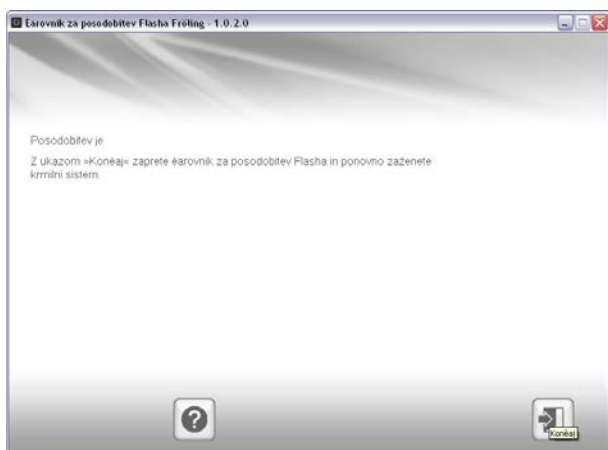 Èarovnik za posodobitev Flasha Fröling - 1.0.2.0
Posodobitev je
Z ukazom »Konèaj« zaprete èarovnik za posodobitev Flasha in ponovno zaženete
krmilni sistem.
?
Konèaj